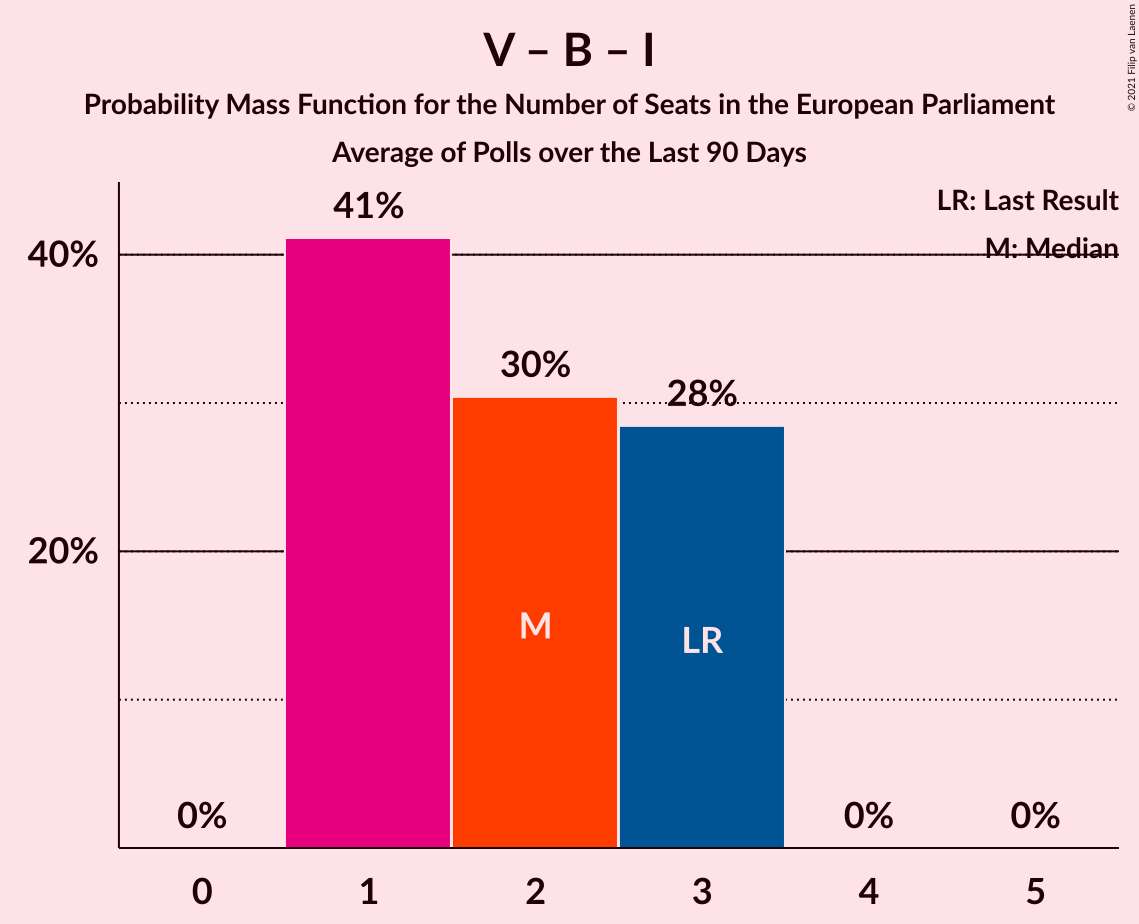 V – B – I
Probability Mass Function for the Number of Seats in the European Parliament
Average of Polls over the Last 90 Days
© 2021 Filip van Laenen
LR: Last Result
M: Median
40%
20%
0%
41%
30%
28%
0%
0%
M
LR
0
1
2
3
4
5